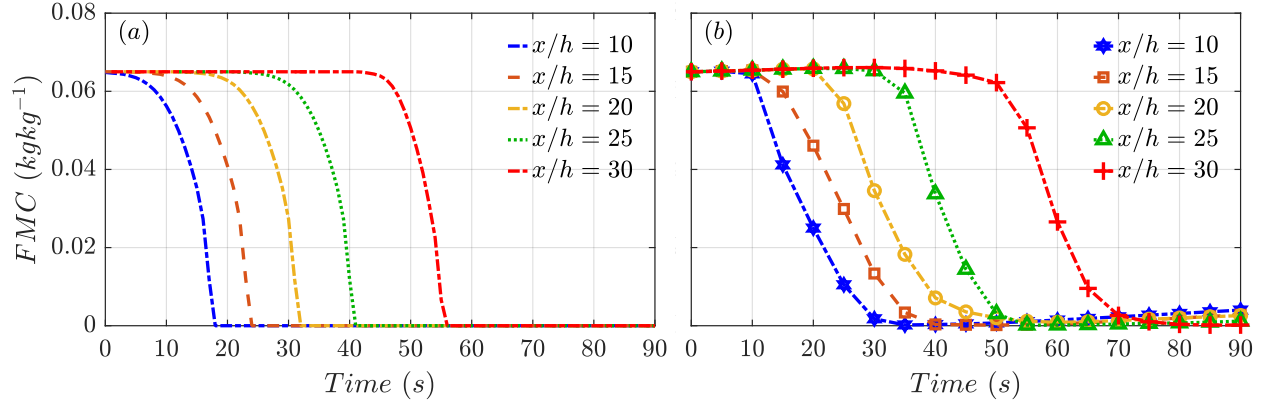 (a)
x/h = 10
x/h = 15
x/h = 20
x/h = 25
x/h = 30
0.08
0.06
0.04
0.02
0
FMC (kgkg⁻¹)
0 10 20 30 40 50 60 70 80 90
Time (s)
(b)
x/h = 10
x/h = 15
x/h = 20
x/h = 25
x/h = 30
0 10 20 30 40 50 60 70 80 90
Time (s)